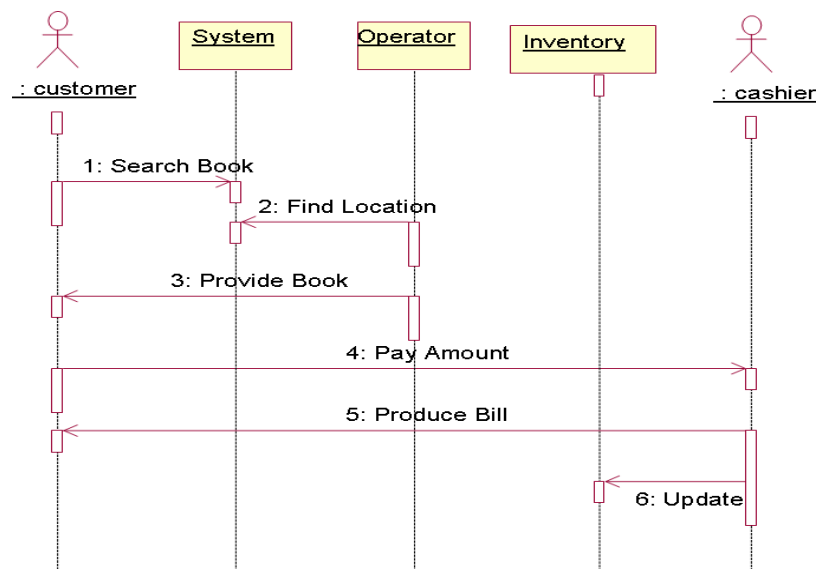 System
Operator
Inventory
: customer
: cashier
1: Search Book
2: Find Location
3: Provide Book
4: Pay Amount
5: Produce Bill
6: Update